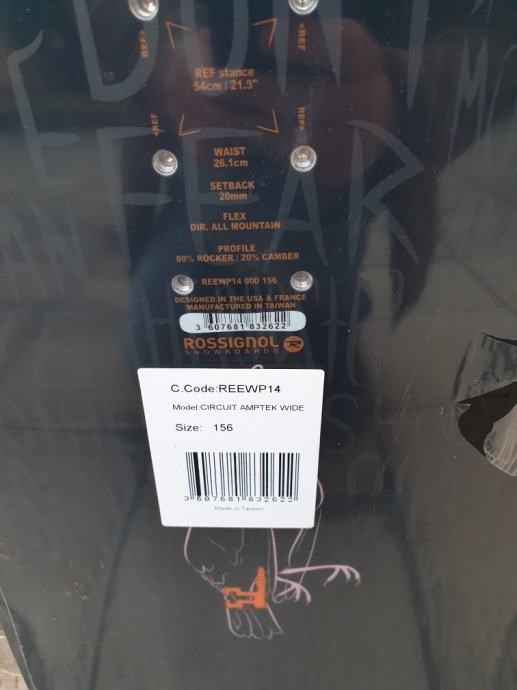 DON'T
FEAR
REF>
<REF
REF stance
54cm | 21.3"
<REF
REF>
WAIST
26.1cm
SETBACK
20mm
FLEX
DIR. ALL MOUNTAIN
PROFILE
80% ROCKER | 20% CAMBER
REEWP14 000 156
DESIGNED IN THE USA & FRANCE
MANUFACTURED IN TAIWAN
3 607681 832622
ROSSIGNOL R
SNOWBOARDS
C.Code:REEWP14
Model:CIRCUIT AMPTEK WIDE
Size: 156
3 607681 832622
Made in Taiwan